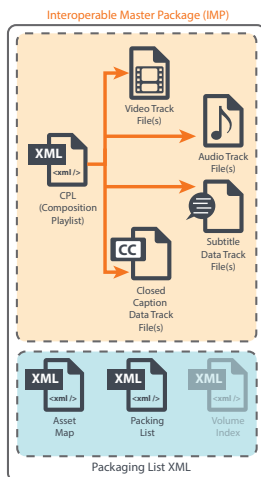 Interoperable Master Package (IMP)
Video Track
File(s)
XML
<xml />
CPL
(Composition
Playlist)
Audio Track
File(s)
Subtitle
Data Track
File(s)
CC
Closed
Caption
Data Track
File(s)
XML
<xml />
Asset
Map
XML
<xml />
Packing
List
XML
<xml />
Volume
Index
Packaging List XML